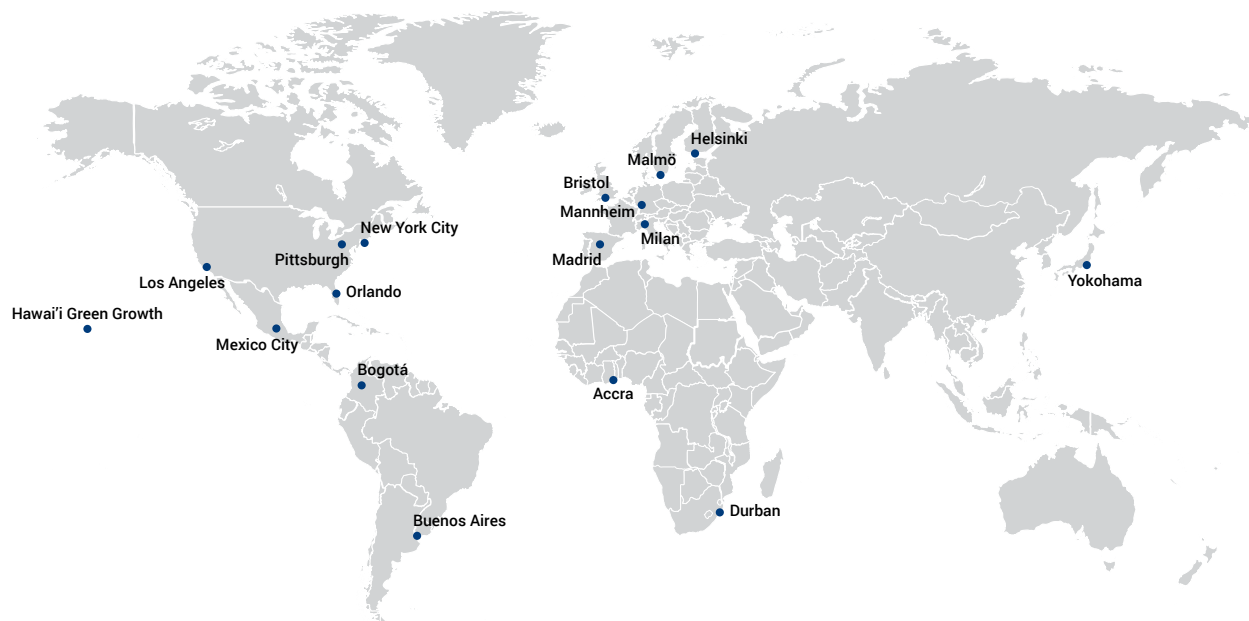 Helsinki
Malmö
Bristol
Mannheim
New York City
Milan
Pittsburgh
Madrid
Los Angeles
Yokohama
Orlando
Hawai'i Green Growth
Mexico City
Bogotá
Accra
Durban
Buenos Aires